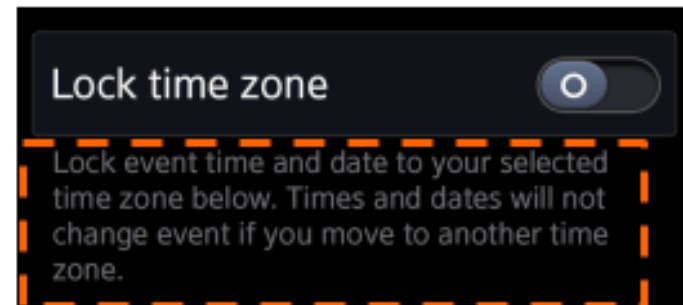 Lock time zone
Lock event time and date to your selected
time zone below. Times and dates will not
change event if you move to another time
zone.